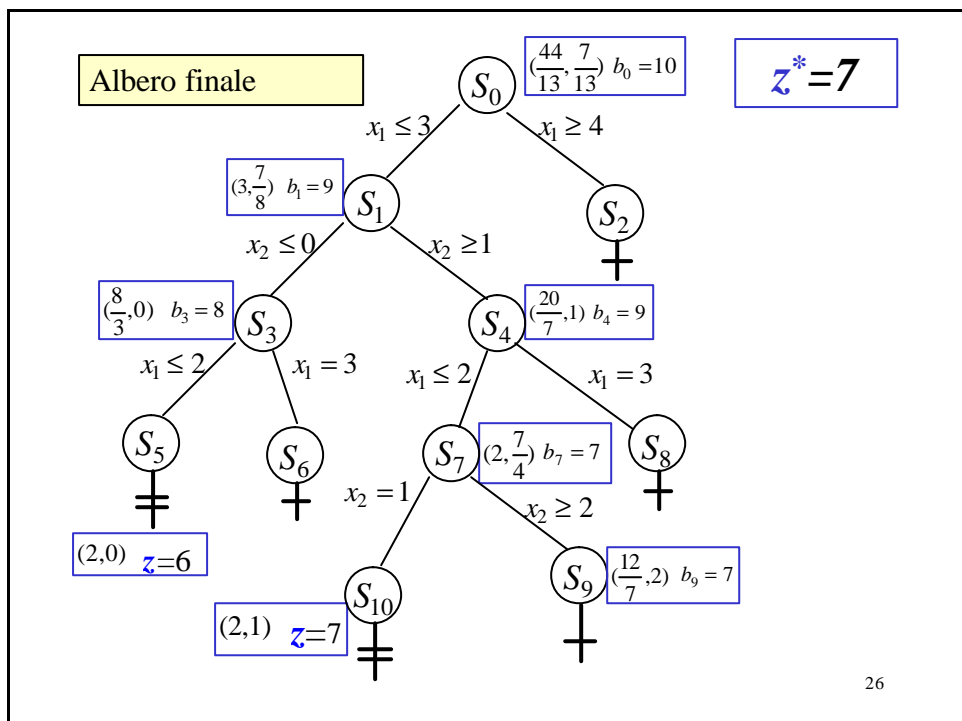 Albero finale
(44/13, 7/13) b₀ = 10
z*=7
S₀
x₁ ≤ 3
x₁ ≥ 4
(3, 7/8) b₁ = 9
S₁
S₂
x₂ ≤ 0
x₂ ≥ 1
(8/3, 0) b₃ = 8
S₃
S₄
(20/7, 1) b₄ = 9
x₁ ≤ 2
x₁ = 3
x₁ ≤ 2
x₁ = 3
S₅
S₆
S₇
(2, 7/4) b₇ = 7
S₈
x₂ = 1
x₂ ≥ 2
(2,0) z=6
S₁₀
S₉
(12/7, 2) b₉ = 7
(2,1) z=7
26